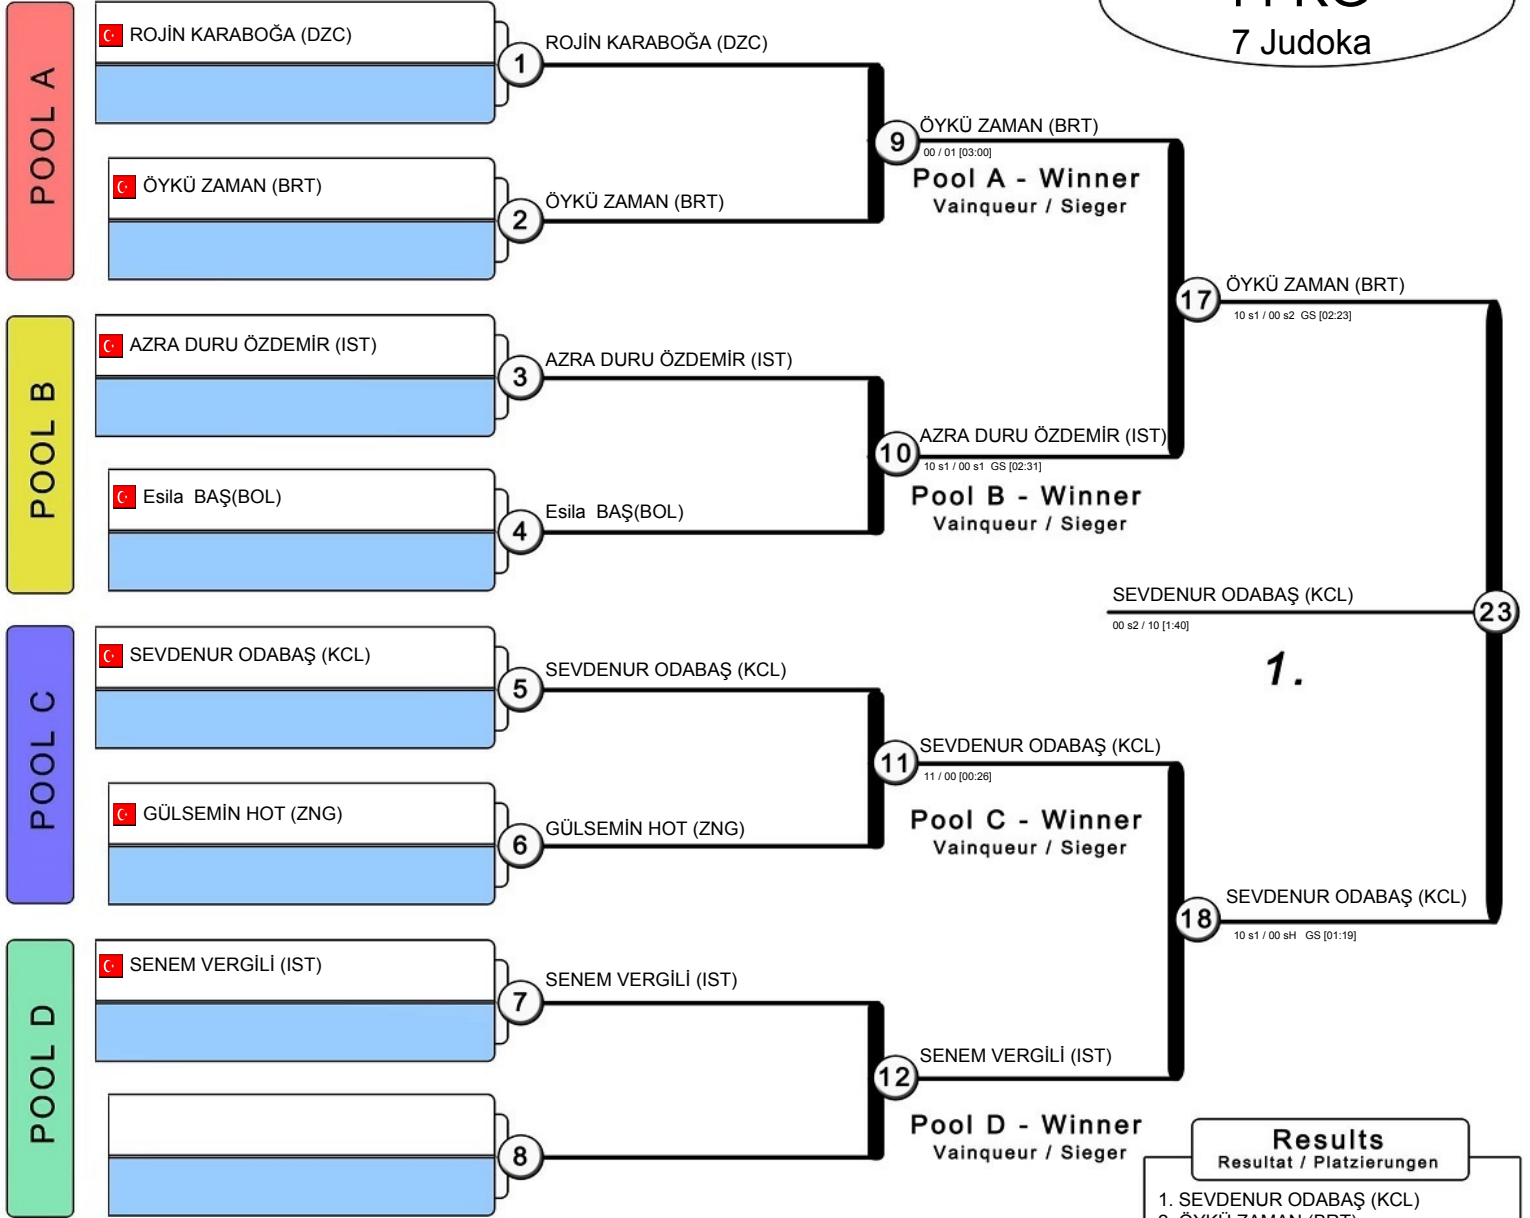 7 Judoka
POOL A
ROJİN KARABOĞA (DZC)
1
ROJİN KARABOĞA (DZC)
ÖYKÜ ZAMAN (BRT)
2
ÖYKÜ ZAMAN (BRT)
9
ÖYKÜ ZAMAN (BRT)
00 / 01 [03:00]
Pool A - Winner
Vainqueur / Sieger
POOL B
AZRA DURU ÖZDEMİR (IST)
3
AZRA DURU ÖZDEMİR (IST)
Esila BAŞ(BOL)
4
Esila BAŞ(BOL)
10
AZRA DURU ÖZDEMİR (IST)
10 s1 / 00 s1 GS [02:31]
Pool B - Winner
Vainqueur / Sieger
17
ÖYKÜ ZAMAN (BRT)
10 s1 / 00 s2 GS [02:23]
SEVDENUR ODABAŞ (KCL)
23
00 s2 / 10 [1:40]
1.
POOL C
SEVDENUR ODABAŞ (KCL)
5
SEVDENUR ODABAŞ (KCL)
GÜLSEMİN HOT (ZNG)
6
GÜLSEMİN HOT (ZNG)
11
SEVDENUR ODABAŞ (KCL)
11 / 00 [00:26]
Pool C - Winner
Vainqueur / Sieger
18
SEVDENUR ODABAŞ (KCL)
10 s1 / 00 sH GS [01:19]
POOL D
SENEM VERGİLİ (IST)
7
SENEM VERGİLİ (IST)
8
12
SENEM VERGİLİ (IST)
Pool D - Winner
Vainqueur / Sieger
Results
Resultat / Platzierungen
1. SEVDENUR ODABAŞ (KCL)
2. ÖYKÜ ZAMAN (BRT)